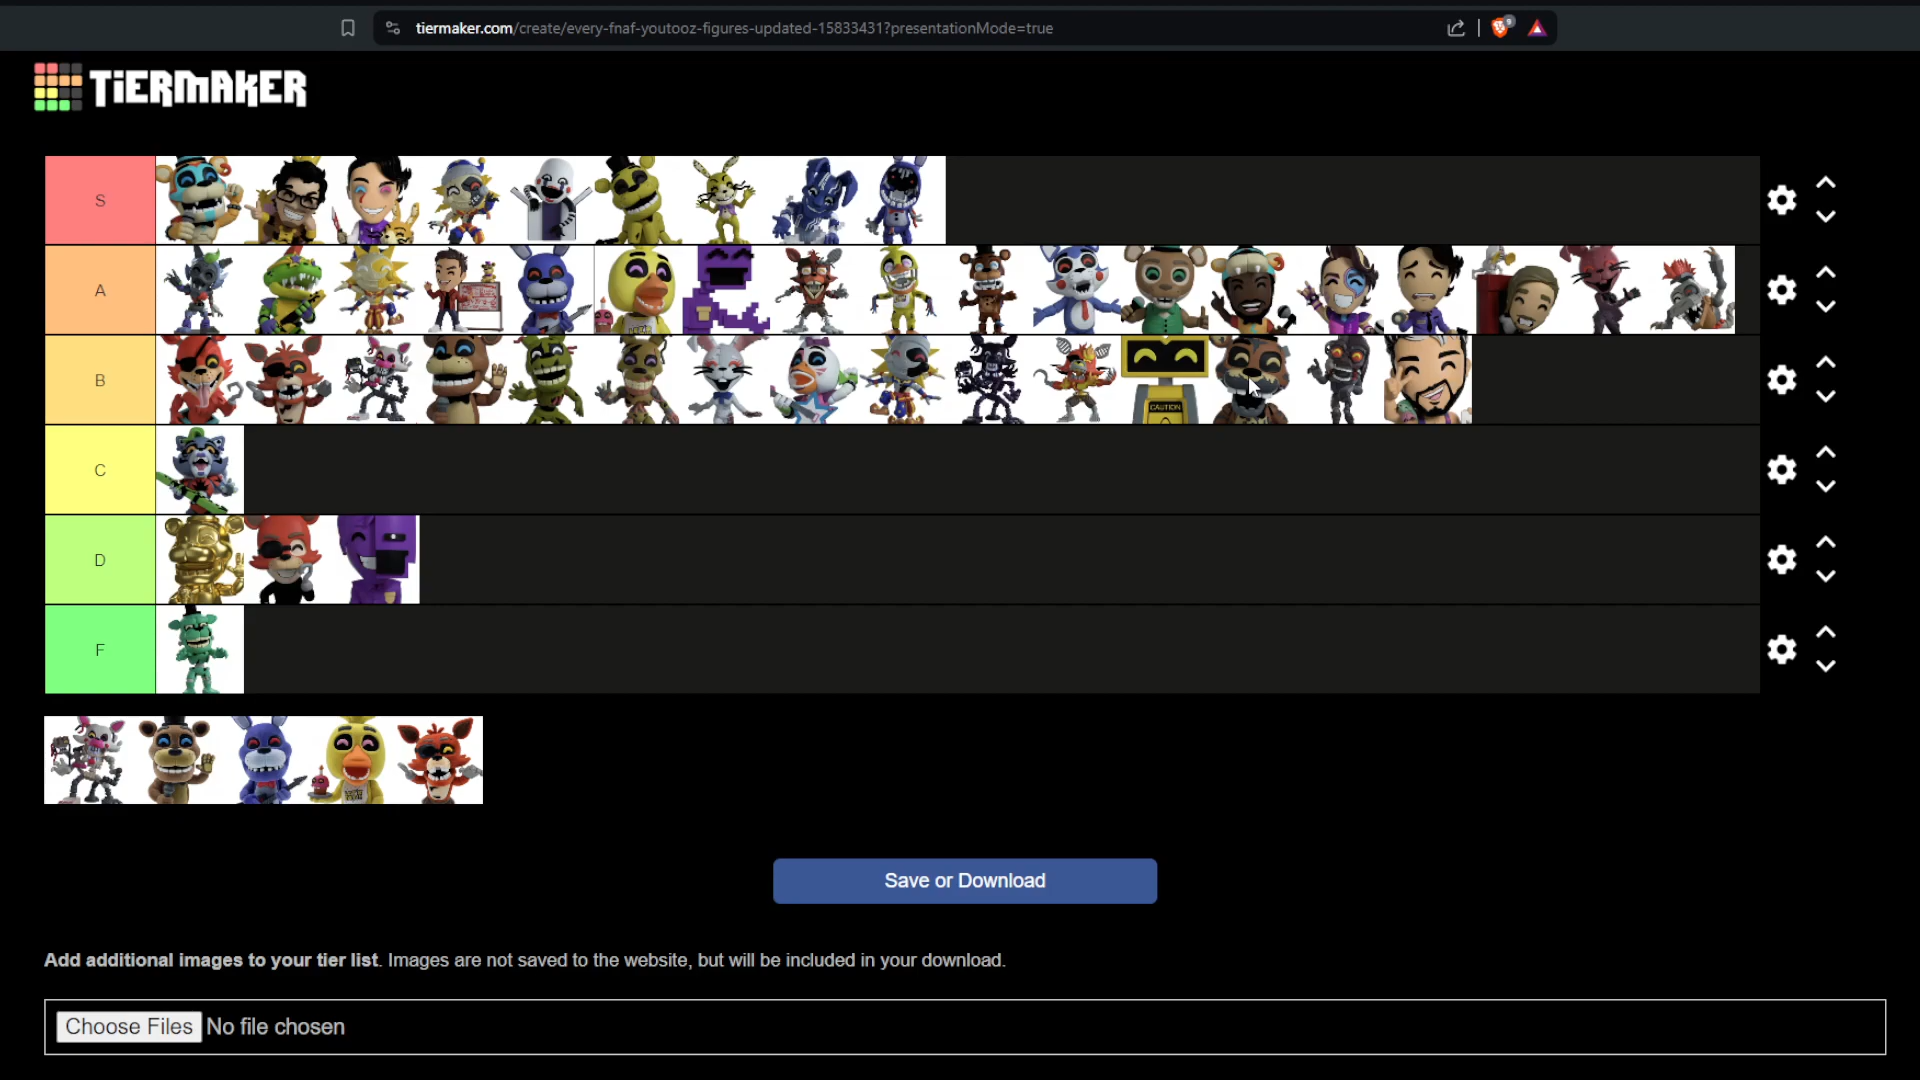 tiermaker.com/create/every-fnaf-youtooz-figures-updated-15833431?presentationMode=true
TiERMAKER
S
A
B
CAUTION
C
D
F
Save or Download
Add additional images to your tier list. Images are not saved to the website, but will be included in your download.
Choose Files No file chosen